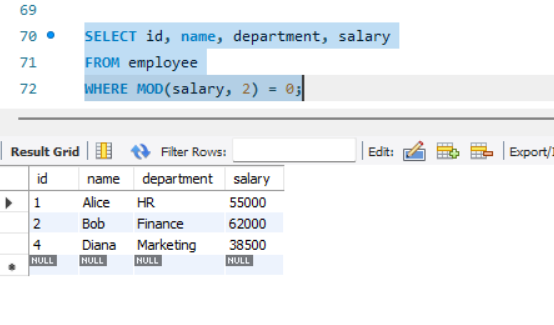 69
70 SELECT id, name, department, salary
71 FROM employee
72 WHERE MOD(salary, 2) = 0;
Result Grid Filter Rows: Edit: Export/I
id name department salary
1 Alice HR 55000
2 Bob Finance 62000
4 Diana Marketing 38500
NULL NULL NULL NULL